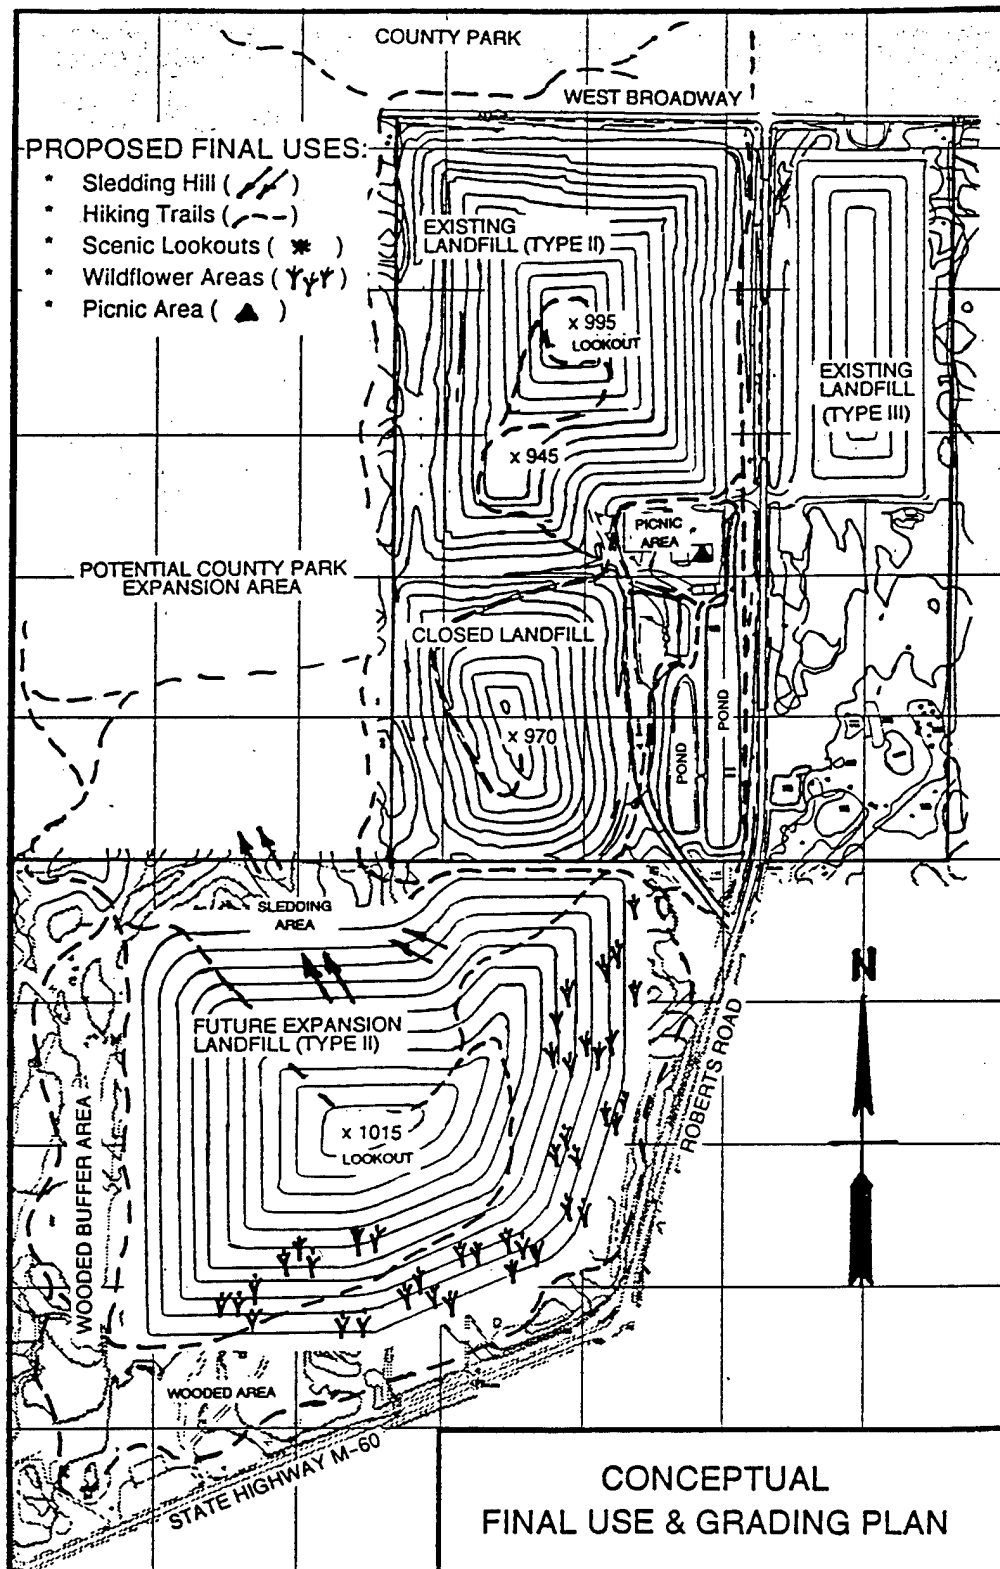 COUNTY PARK
WEST BROADWAY
PROPOSED FINAL USES:
* Sledding Hill ( )
* Hiking Trails ( )
* Scenic Lookouts ( )
* Wildflower Areas ( )
* Picnic Area ( )
EXISTING
LANDFILL (TYPE II)
x 995
LOOKOUT
x 945
EXISTING
LANDFILL
(TYPE III)
PICNIC
AREA
POTENTIAL COUNTY PARK
EXPANSION AREA
CLOSED LANDFILL
x 970
POND
POND
SLEDDING
AREA
FUTURE EXPANSION
LANDFILL (TYPE II)
x 1015
LOOKOUT
WOODED BUFFER AREA
ROBERTS ROAD
N
WOODED AREA
STATE HIGHWAY M-60
CONCEPTUAL
FINAL USE & GRADING PLAN